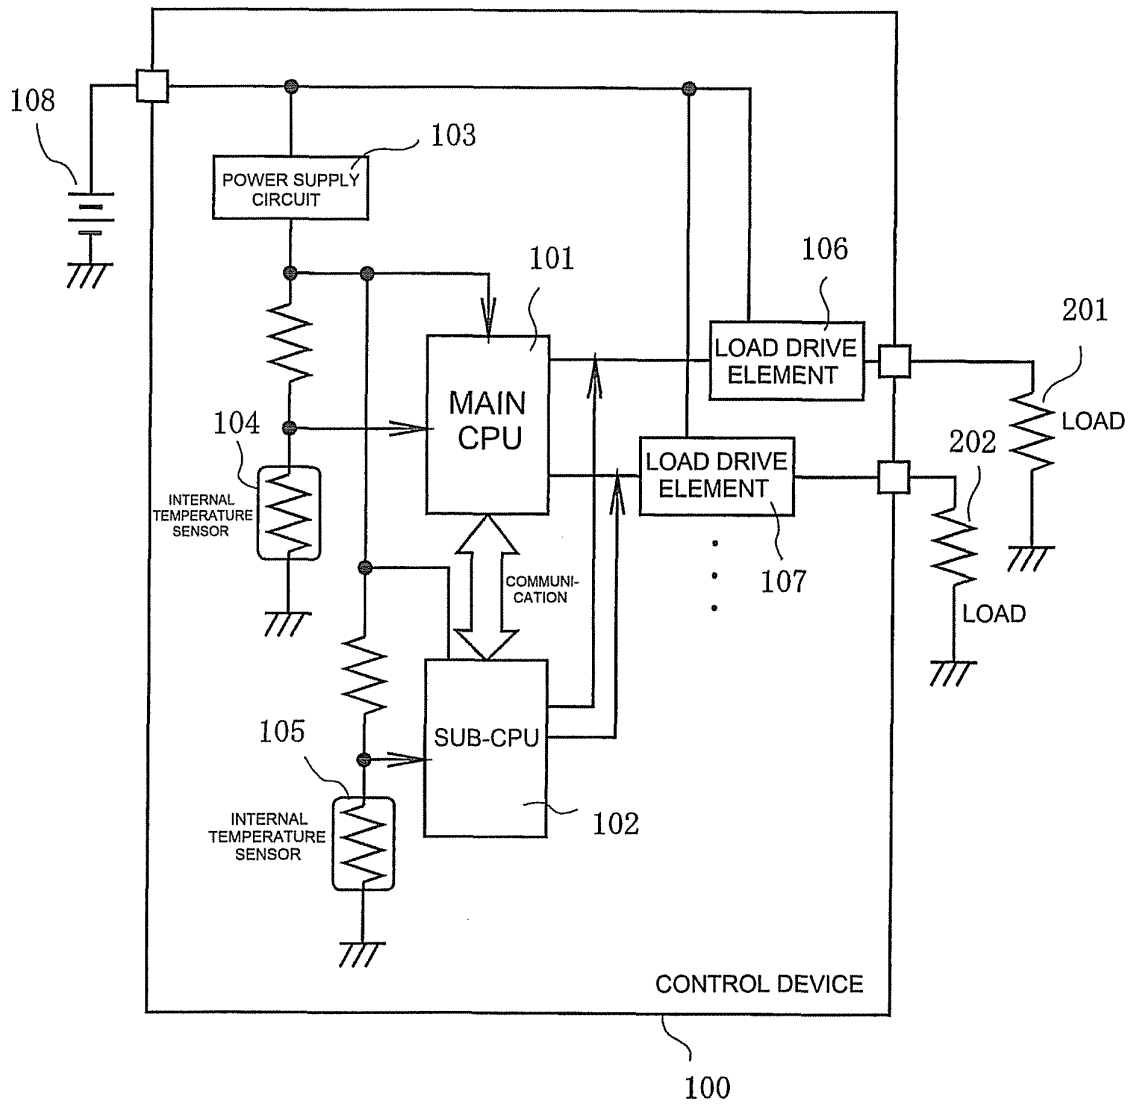 108
103
POWER SUPPLY
CIRCUIT
101
106
201
MAIN
CPU
LOAD DRIVE
ELEMENT
LOAD
104
202
LOAD DRIVE
ELEMENT
INTERNAL
TEMPERATURE
SENSOR
107
COMMUNI-
CATION
LOAD
105
SUB-CPU
102
INTERNAL
TEMPERATURE
SENSOR
CONTROL DEVICE
100